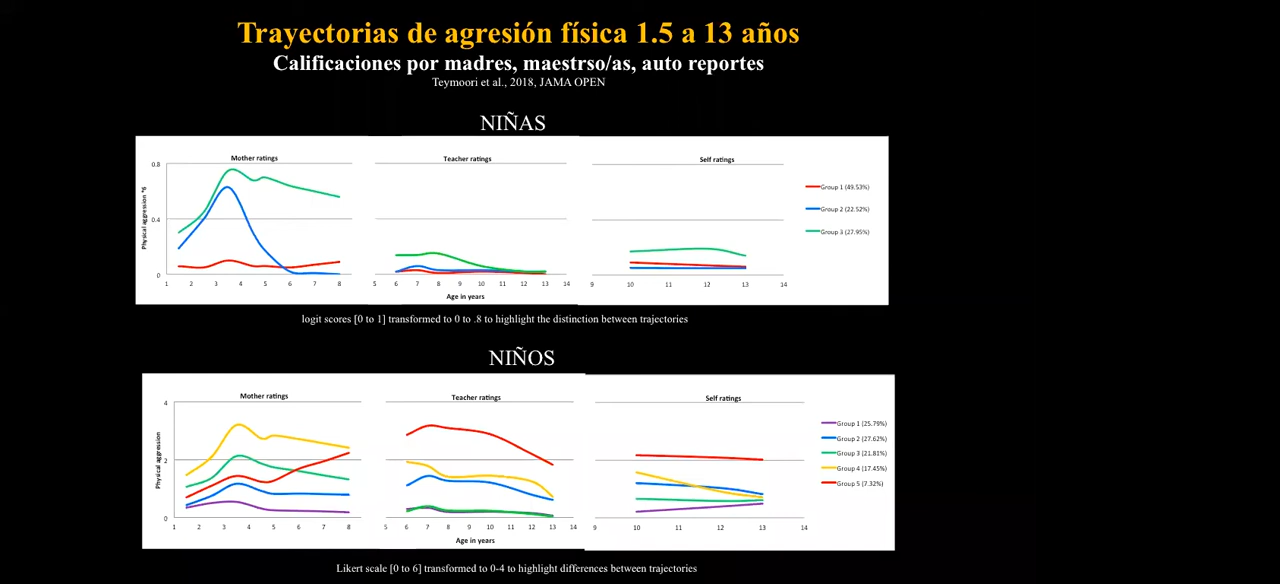 Trayectorias de agresión física 1.5 a 13 años
Calificaciones por madres, maestrso/as, auto reportes
Teymoori et al., 2018, JAMA OPEN
NIÑAS
Mother ratings
Teacher ratings
Self ratings
Physical aggression *6
0.8
0.4
0
1 2 3 4 5 6 7 8
5 6 7 8 9 10 11 12 13 14
9 10 11 12 13 14
Age in years
Group 1 (49.53%)
Group 2 (22.52%)
Group 3 (27.95%)
logit scores [0 to 1] transformed to 0 to .8 to highlight the distinction between trajectories
NIÑOS
Mother ratings
Teacher ratings
Self ratings
Physical aggression
4
2
0
1 2 3 4 5 6 7 8
5 6 7 8 9 10 11 12 13 14
9 10 11 12 13 14
Age in years
Group 1 (25.79%)
Group 2 (27.62%)
Group 3 (21.81%)
Group 4 (17.45%)
Group 5 (7.32%)
Likert scale [0 to 6] transformed to 0-4 to highlight differences between trajectories